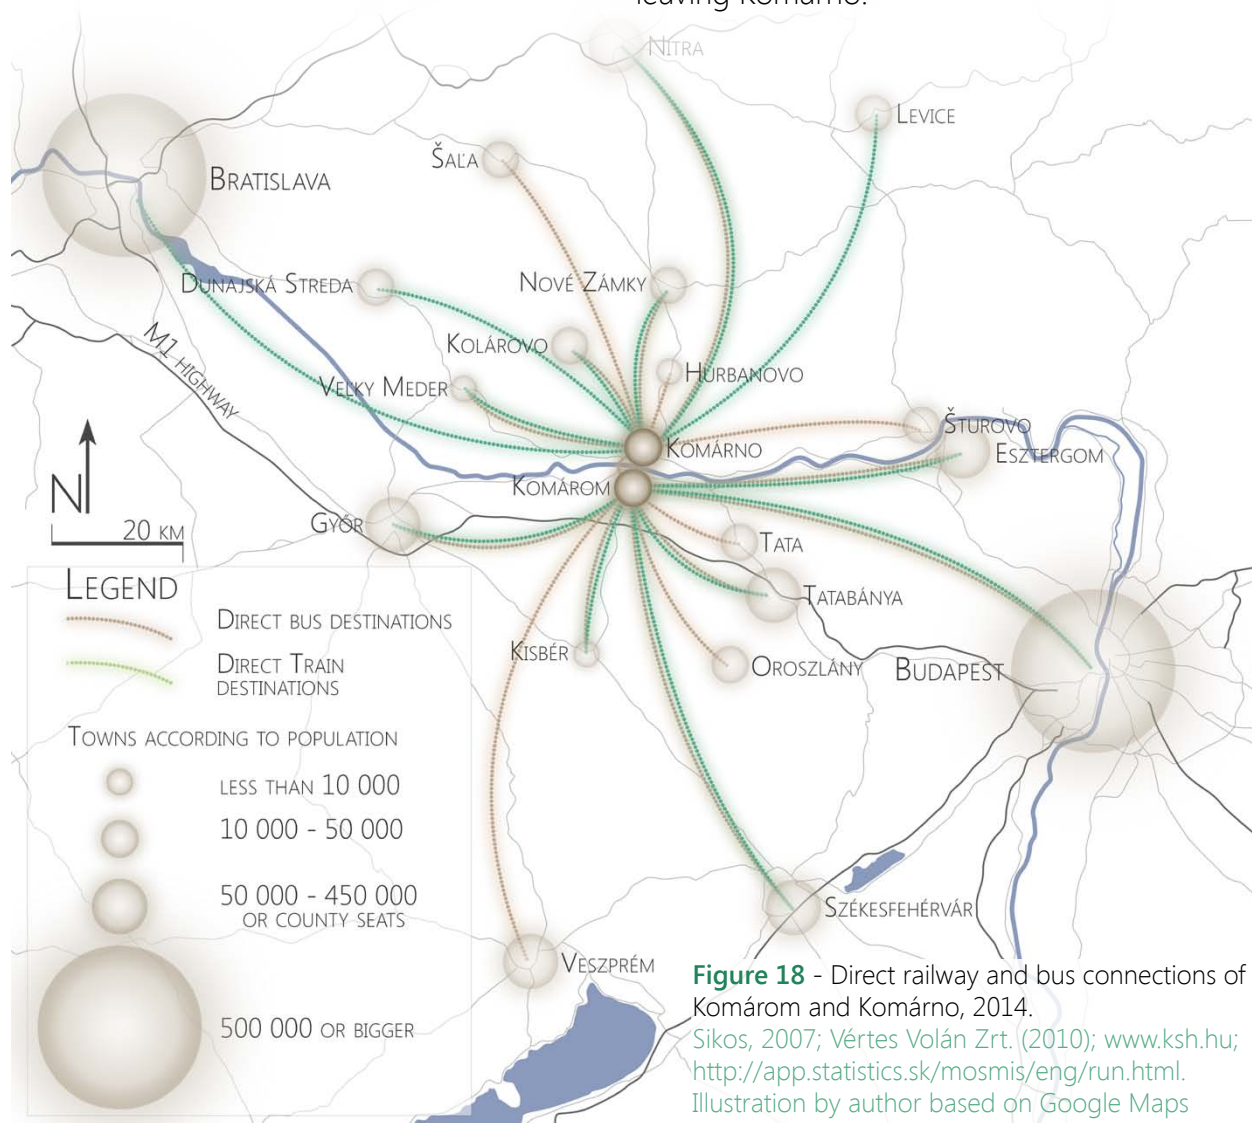 leaving Komárno.
NITRA
LEVICE
ŠAĽA
BRATISLAVA
DUNAJSKÁ STREDA
NOVÉ ZÁMKY
KOLÁROVO
M1 HIGHWAY
VEĽKY MEDER
HURBANOVO
ŠTUROVO
KOMÁRNO
ESZTERGOM
KOMÁROM
N
20 KM
GYŐR
TATA
TATABÁNYA
KISBÉR
OROSZLÁNY
BUDAPEST
LEGEND
DIRECT BUS DESTINATIONS
DIRECT TRAIN
DESTINATIONS
TOWNS ACCORDING TO POPULATION
LESS THAN 10 000
10 000 - 50 000
50 000 - 450 000
OR COUNTY SEATS
500 000 OR BIGGER
SZÉKESFEHÉRVÁR
VESZPRÉM
Figure 18 - Direct railway and bus connections of
Komárom and Komárno, 2014.
Sikos, 2007; Vértes Volán Zrt. (2010); www.ksh.hu;
http://app.statistics.sk/mosmis/eng/run.html.
Illustration by author based on Google Maps